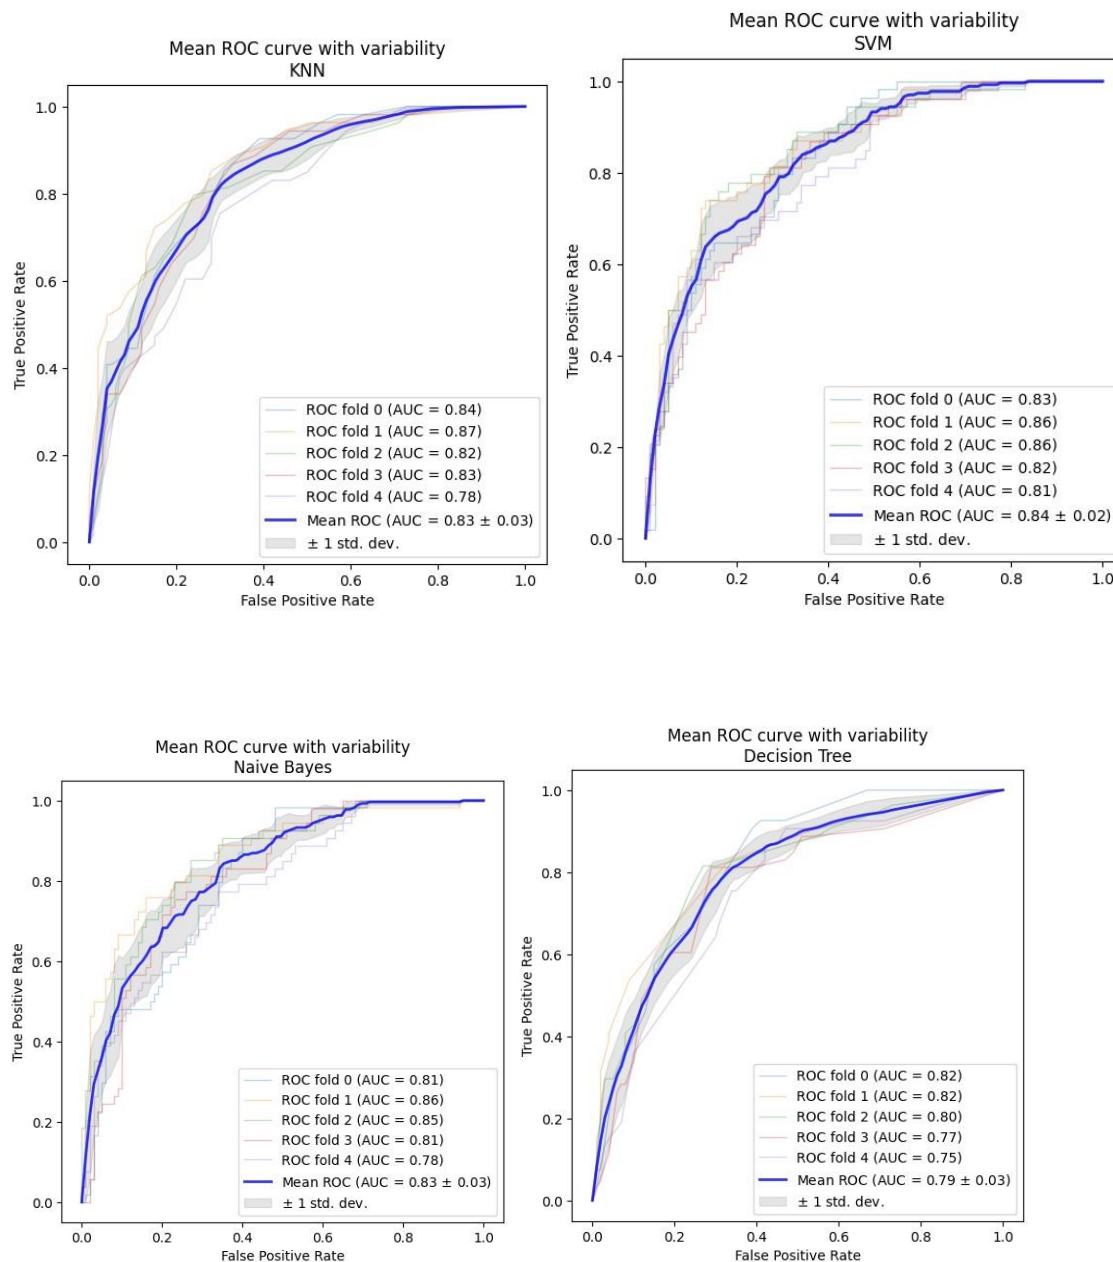 Mean ROC curve with variability
KNN
True Positive Rate
1.0
0.8
0.6
0.4
0.2
0.0
ROC fold 0 (AUC = 0.84)
ROC fold 1 (AUC = 0.87)
ROC fold 2 (AUC = 0.82)
ROC fold 3 (AUC = 0.83)
ROC fold 4 (AUC = 0.78)
Mean ROC (AUC = 0.83 ± 0.03)
± 1 std. dev.
0.0 0.2 0.4 0.6 0.8 1.0
False Positive Rate
Mean ROC curve with variability
SVM
True Positive Rate
1.0
0.8
0.6
0.4
0.2
0.0
ROC fold 0 (AUC = 0.83)
ROC fold 1 (AUC = 0.86)
ROC fold 2 (AUC = 0.86)
ROC fold 3 (AUC = 0.82)
ROC fold 4 (AUC = 0.81)
Mean ROC (AUC = 0.84 ± 0.02)
± 1 std. dev.
0.0 0.2 0.4 0.6 0.8 1.0
False Positive Rate
Mean ROC curve with variability
Naive Bayes
True Positive Rate
1.0
0.8
0.6
0.4
0.2
0.0
ROC fold 0 (AUC = 0.81)
ROC fold 1 (AUC = 0.86)
ROC fold 2 (AUC = 0.85)
ROC fold 3 (AUC = 0.81)
ROC fold 4 (AUC = 0.78)
Mean ROC (AUC = 0.83 ± 0.03)
± 1 std. dev.
0.0 0.2 0.4 0.6 0.8 1.0
False Positive Rate
Mean ROC curve with variability
Decision Tree
True Positive Rate
1.0
0.8
0.6
0.4
0.2
0.0
ROC fold 0 (AUC = 0.82)
ROC fold 1 (AUC = 0.82)
ROC fold 2 (AUC = 0.80)
ROC fold 3 (AUC = 0.77)
ROC fold 4 (AUC = 0.75)
Mean ROC (AUC = 0.79 ± 0.03)
± 1 std. dev.
0.0 0.2 0.4 0.6 0.8 1.0
False Positive Rate